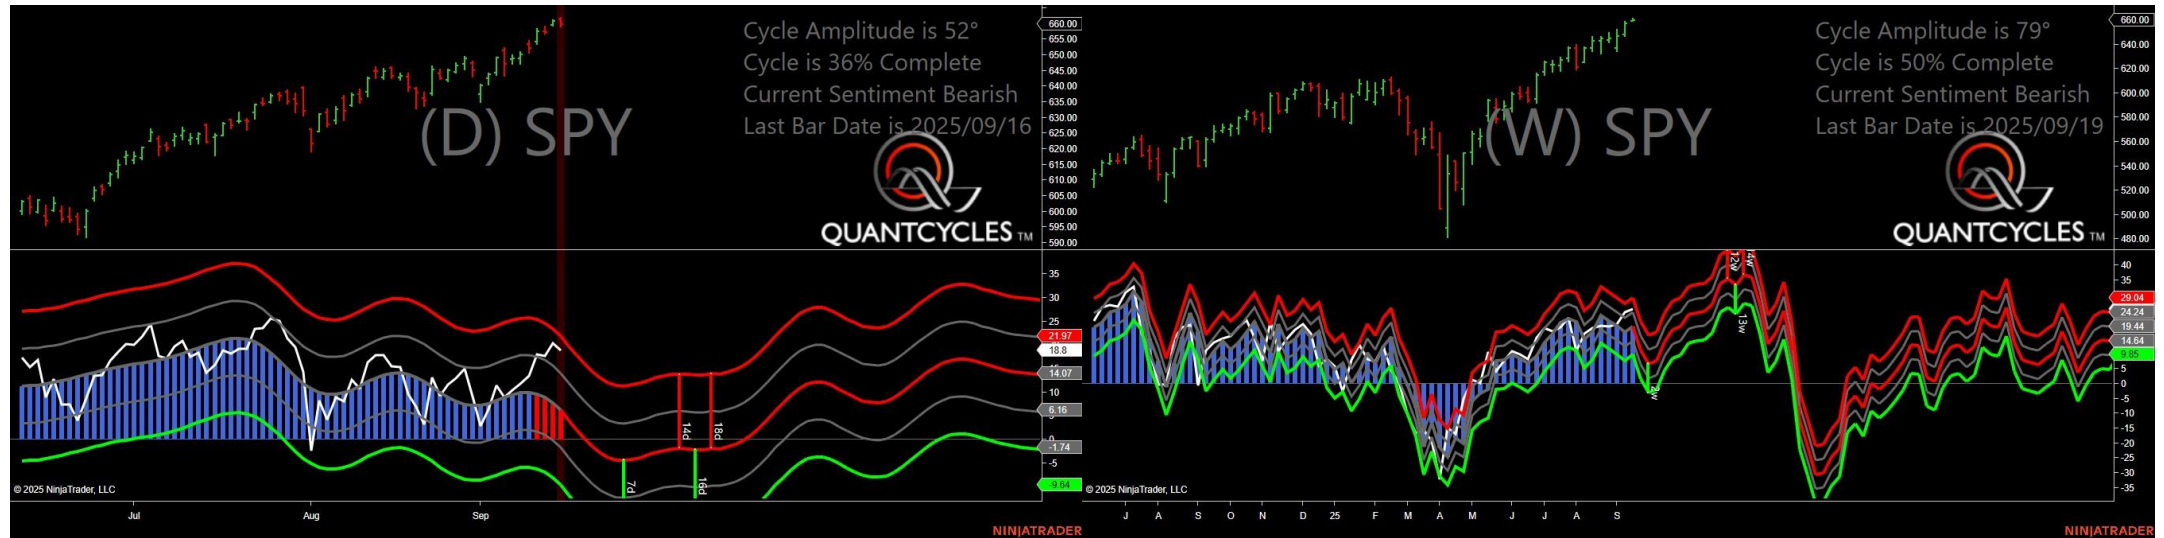 Cycle Amplitude is 52°
Cycle is 36% Complete
Current Sentiment Bearish
Last Bar Date is 2025/09/16
(D) SPY
QUANTCYCLES TM
660.00
655.00
650.00
645.00
640.00
635.00
630.00
625.00
620.00
615.00
610.00
605.00
600.00
595.00
590.00
35
30
25
21.97
18.8
14.07
10
6.16
0
-1.74
-5
-9.64
7d
14d
16d
18d
© 2025 NinjaTrader, LLC
Jul
Aug
Sep
NINJATRADER
Cycle Amplitude is 79°
Cycle is 50% Complete
Current Sentiment Bearish
Last Bar Date is 2025/09/19
(W) SPY
QUANTCYCLES TM
660.00
640.00
620.00
600.00
580.00
560.00
540.00
520.00
500.00
480.00
40
35
29.04
24.24
19.44
14.64
9.85
5
0
-5
-10
-15
-20
-25
-30
-35
2w
12w
13w
14w
© 2025 NinjaTrader, LLC
J A S O N D 25 F M A M J J A S
NINJATRADER